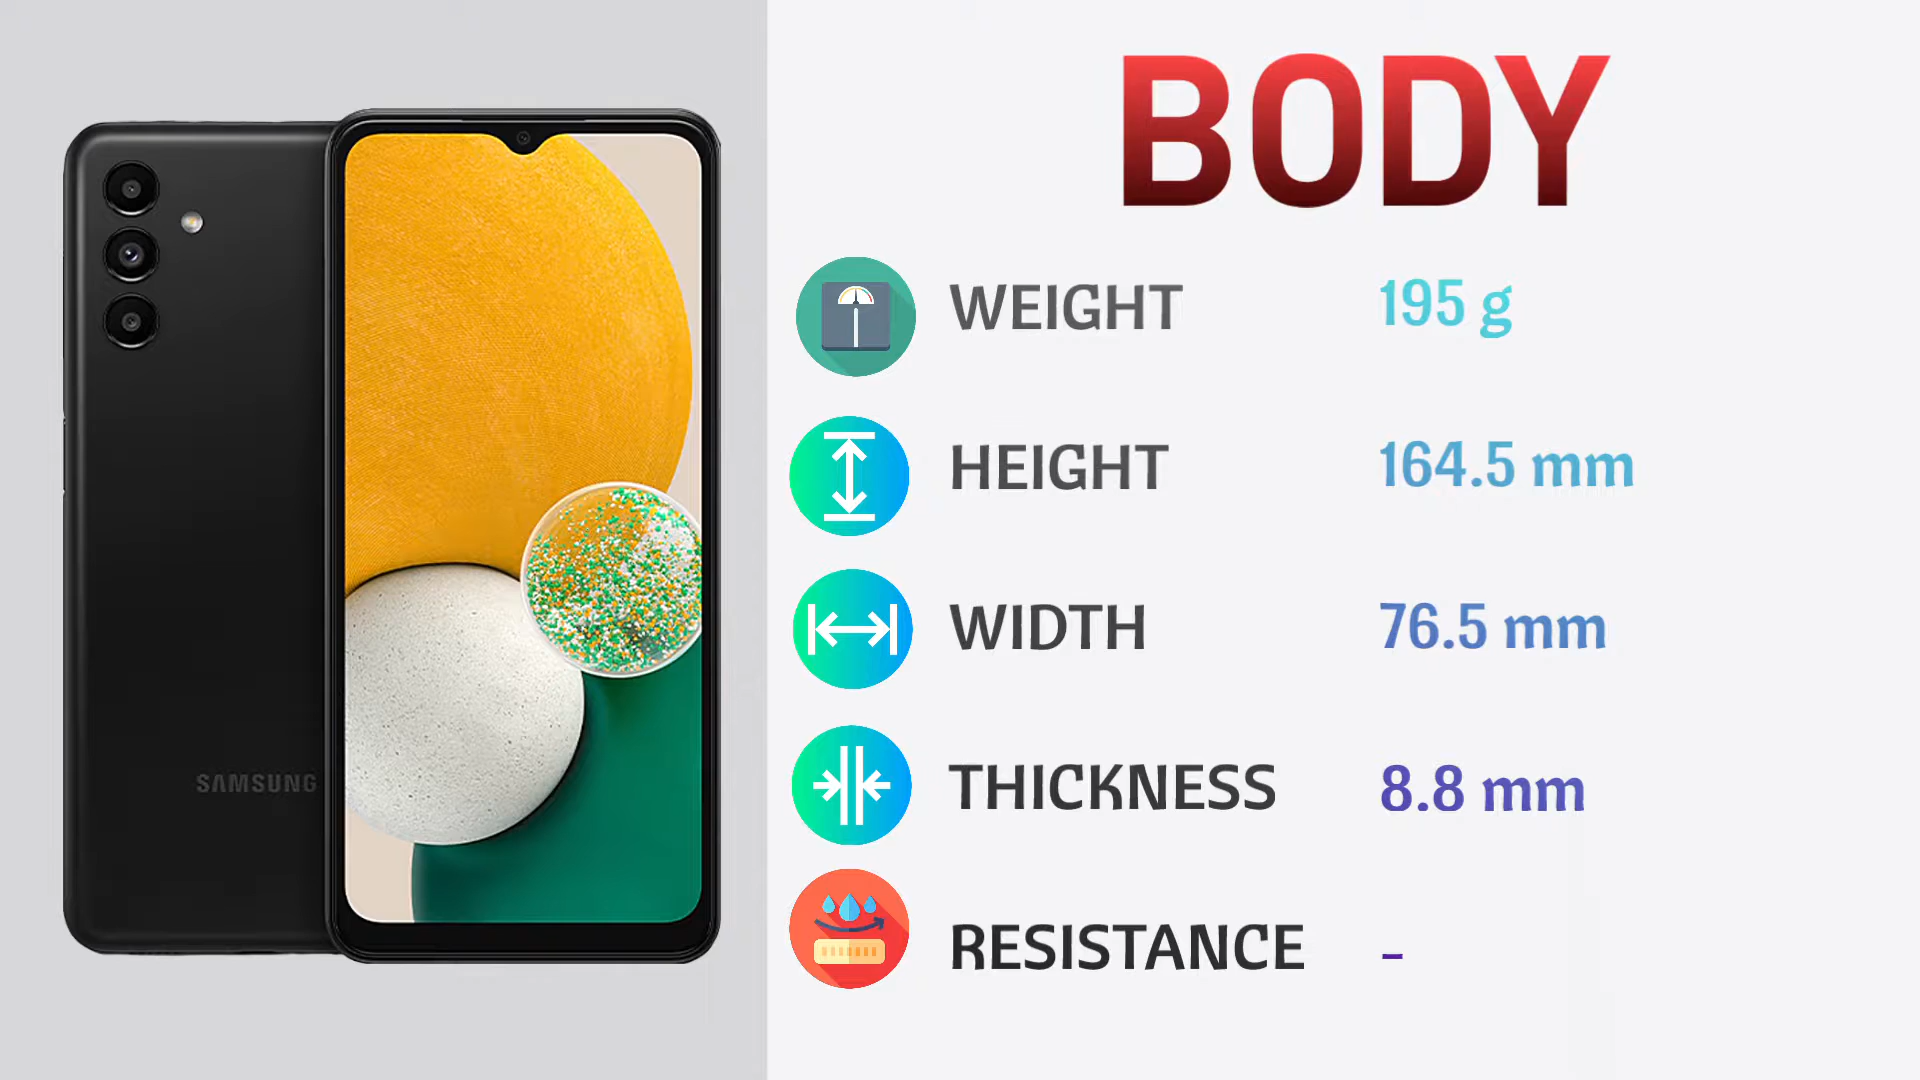 BODY
WEIGHT 195 g
HEIGHT 164.5 mm
WIDTH 76.5 mm
THICKNESS 8.8 mm
RESISTANCE -
SAMSUNG